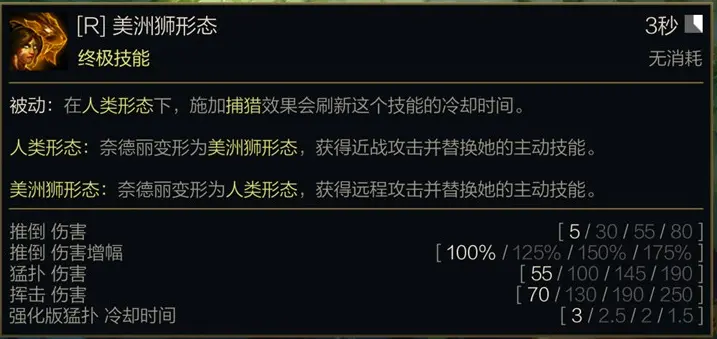 [R] 美洲狮形态
3秒
终极技能
无消耗
被动：在人类形态下，施加捕猎效果会刷新这个技能的冷却时间。
人类形态：奈德丽变形为美洲狮形态，获得近战攻击并替换她的主动技能。
美洲狮形态：奈德丽变形为人类形态，获得远程攻击并替换她的主动技能。
推倒 伤害 [ 5 / 30 / 55 / 80 ]
推倒 伤害增幅 [ 100% / 125% / 150% / 175% ]
猛扑 伤害 [ 55 / 100 / 145 / 190 ]
挥击 伤害 [ 70 / 130 / 190 / 250 ]
强化版猛扑 冷却时间 [ 3 / 2.5 / 2 / 1.5 ]